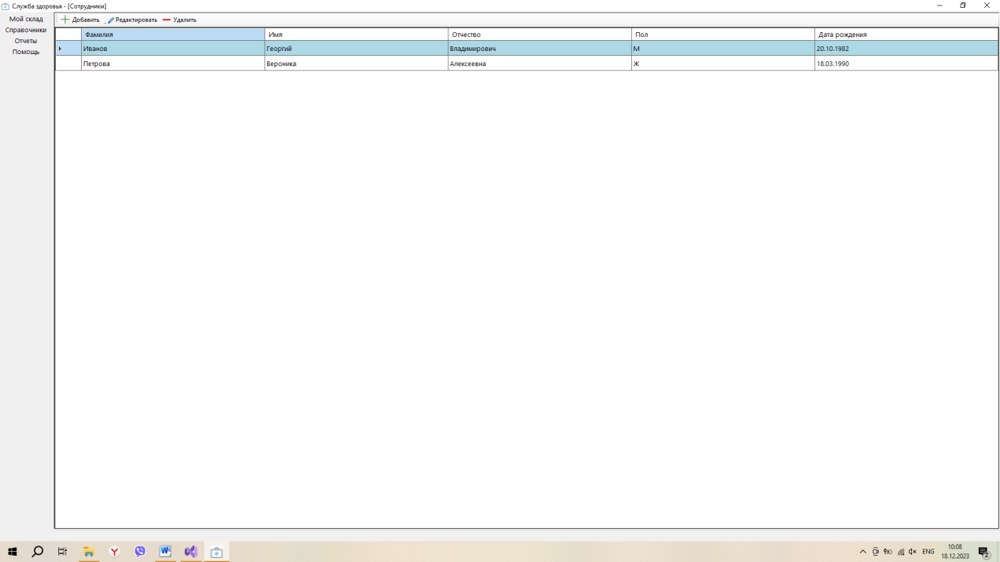 Служба здоровья - [Сотрудники]
Мой склад
Справочники
Отчеты
Помощь
Добавить Редактировать Удалить
Фамилия Имя Отчество Пол Дата рождения
Иванов Георгий Владимирович М 20.10.1982
Петрова Вероника Алексеевна Ж 18.03.1990
ENG
10:08
18.12.2023
2